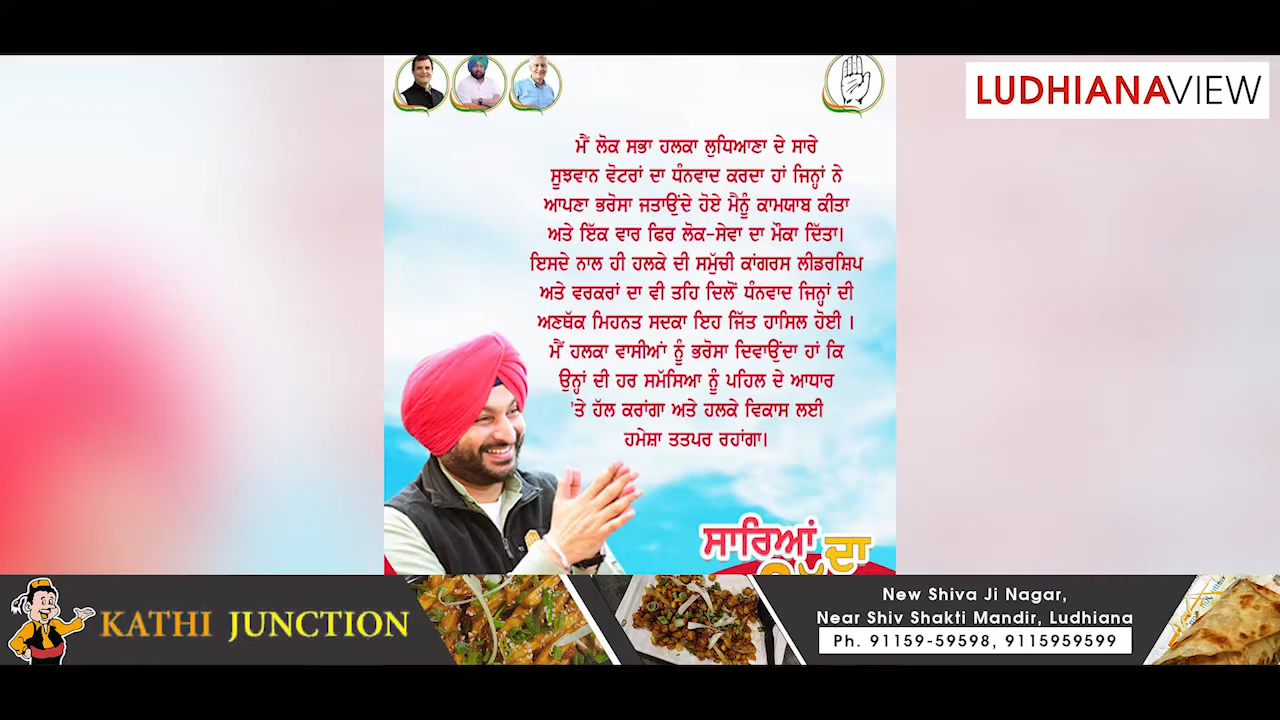 LUDHIANAVIEW
ਮੈਂ ਲੋਕ ਸਭਾ ਹਲਕਾ ਲੁਧਿਆਣਾ ਦੇ ਸਾਰੇ
ਸੂਝਵਾਨ ਵੋਟਰਾਂ ਦਾ ਧੰਨਵਾਦ ਕਰਦਾ ਹਾਂ ਜਿਨ੍ਹਾਂ ਨੇ
ਆਪਣਾ ਭਰੋਸਾ ਜਤਾਉਂਦੇ ਹੋਏ ਮੈਨੂੰ ਕਾਮਯਾਬ ਕੀਤਾ
ਅਤੇ ਇੱਕ ਵਾਰ ਫਿਰ ਲੋਕ-ਸੇਵਾ ਦਾ ਮੌਕਾ ਦਿੱਤਾ।
ਇਸਦੇ ਨਾਲ ਹੀ ਹਲਕੇ ਦੀ ਸਮੁੱਚੀ ਕਾਂਗਰਸ ਲੀਡਰਸ਼ਿਪ
ਅਤੇ ਵਰਕਰਾਂ ਦਾ ਵੀ ਤਹਿ ਦਿਲੋਂ ਧੰਨਵਾਦ ਜਿਨ੍ਹਾਂ ਦੀ
ਅਣਥੱਕ ਮਿਹਨਤ ਸਦਕਾ ਇਹ ਜਿੱਤ ਹਾਸਿਲ ਹੋਈ ।
ਮੈਂ ਹਲਕਾ ਵਾਸੀਆਂ ਨੂੰ ਭਰੋਸਾ ਦਿਵਾਉਂਦਾ ਹਾਂ ਕਿ
ਉਨ੍ਹਾਂ ਦੀ ਹਰ ਸਮੱਸਿਆ ਨੂੰ ਪਹਿਲ ਦੇ ਆਧਾਰ
'ਤੇ ਹੱਲ ਕਰਾਂਗਾ ਅਤੇ ਹਲਕੇ ਵਿਕਾਸ ਲਈ
ਹਮੇਸ਼ਾ ਤਤਪਰ ਰਹਾਂਗਾ।
ਸਾਰਿਆਂ ਦਾ
KATHI JUNCTION
New Shiva Ji Nagar,
Near Shiv Shakti Mandir, Ludhiana
Ph. 91159-59598, 9115959599